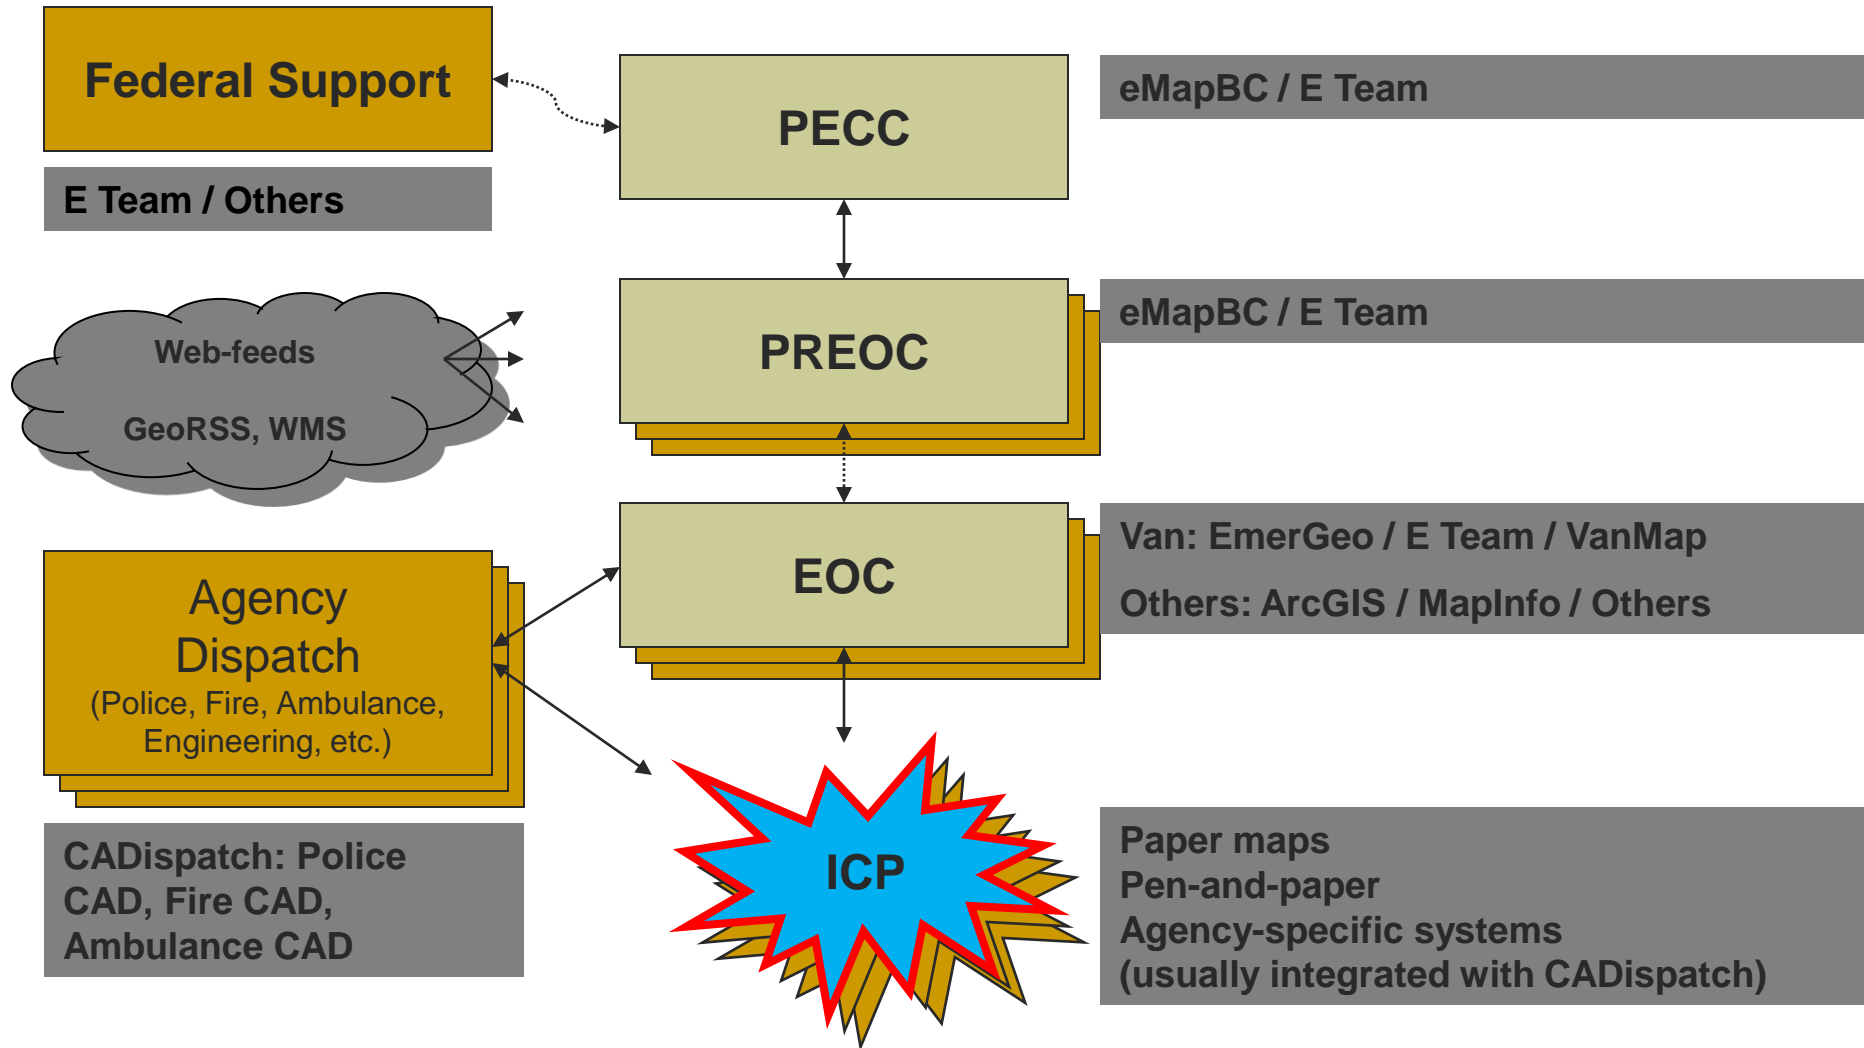 Federal Support
E Team / Others
PECC
eMapBC / E Team
Web-feeds
GeoRSS, WMS
PREOC
eMapBC / E Team
EOC
Van: EmerGeo / E Team / VanMap
Others: ArcGIS / MapInfo / Others
Agency
Dispatch
(Police, Fire, Ambulance,
Engineering, etc.)
CADispatch: Police
CAD, Fire CAD,
Ambulance CAD
ICP
Paper maps
Pen-and-paper
Agency-specific systems
(usually integrated with CADispatch)